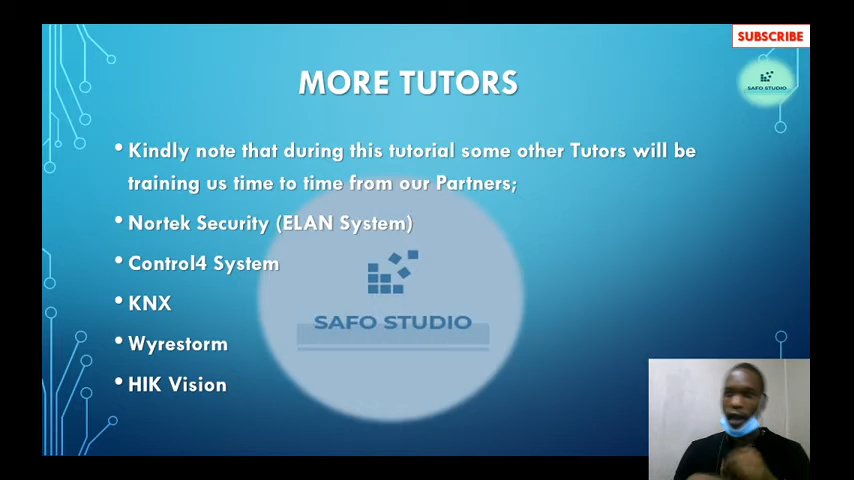 SUBSCRIBE
SAFO STUDIO
MORE TUTORS
• Kindly note that during this tutorial some other Tutors will be
training us time to time from our Partners;
• Nortek Security (ELAN System)
• Control4 System
• KNX
• Wyrestorm
• HIK Vision
SAFO STUDIO